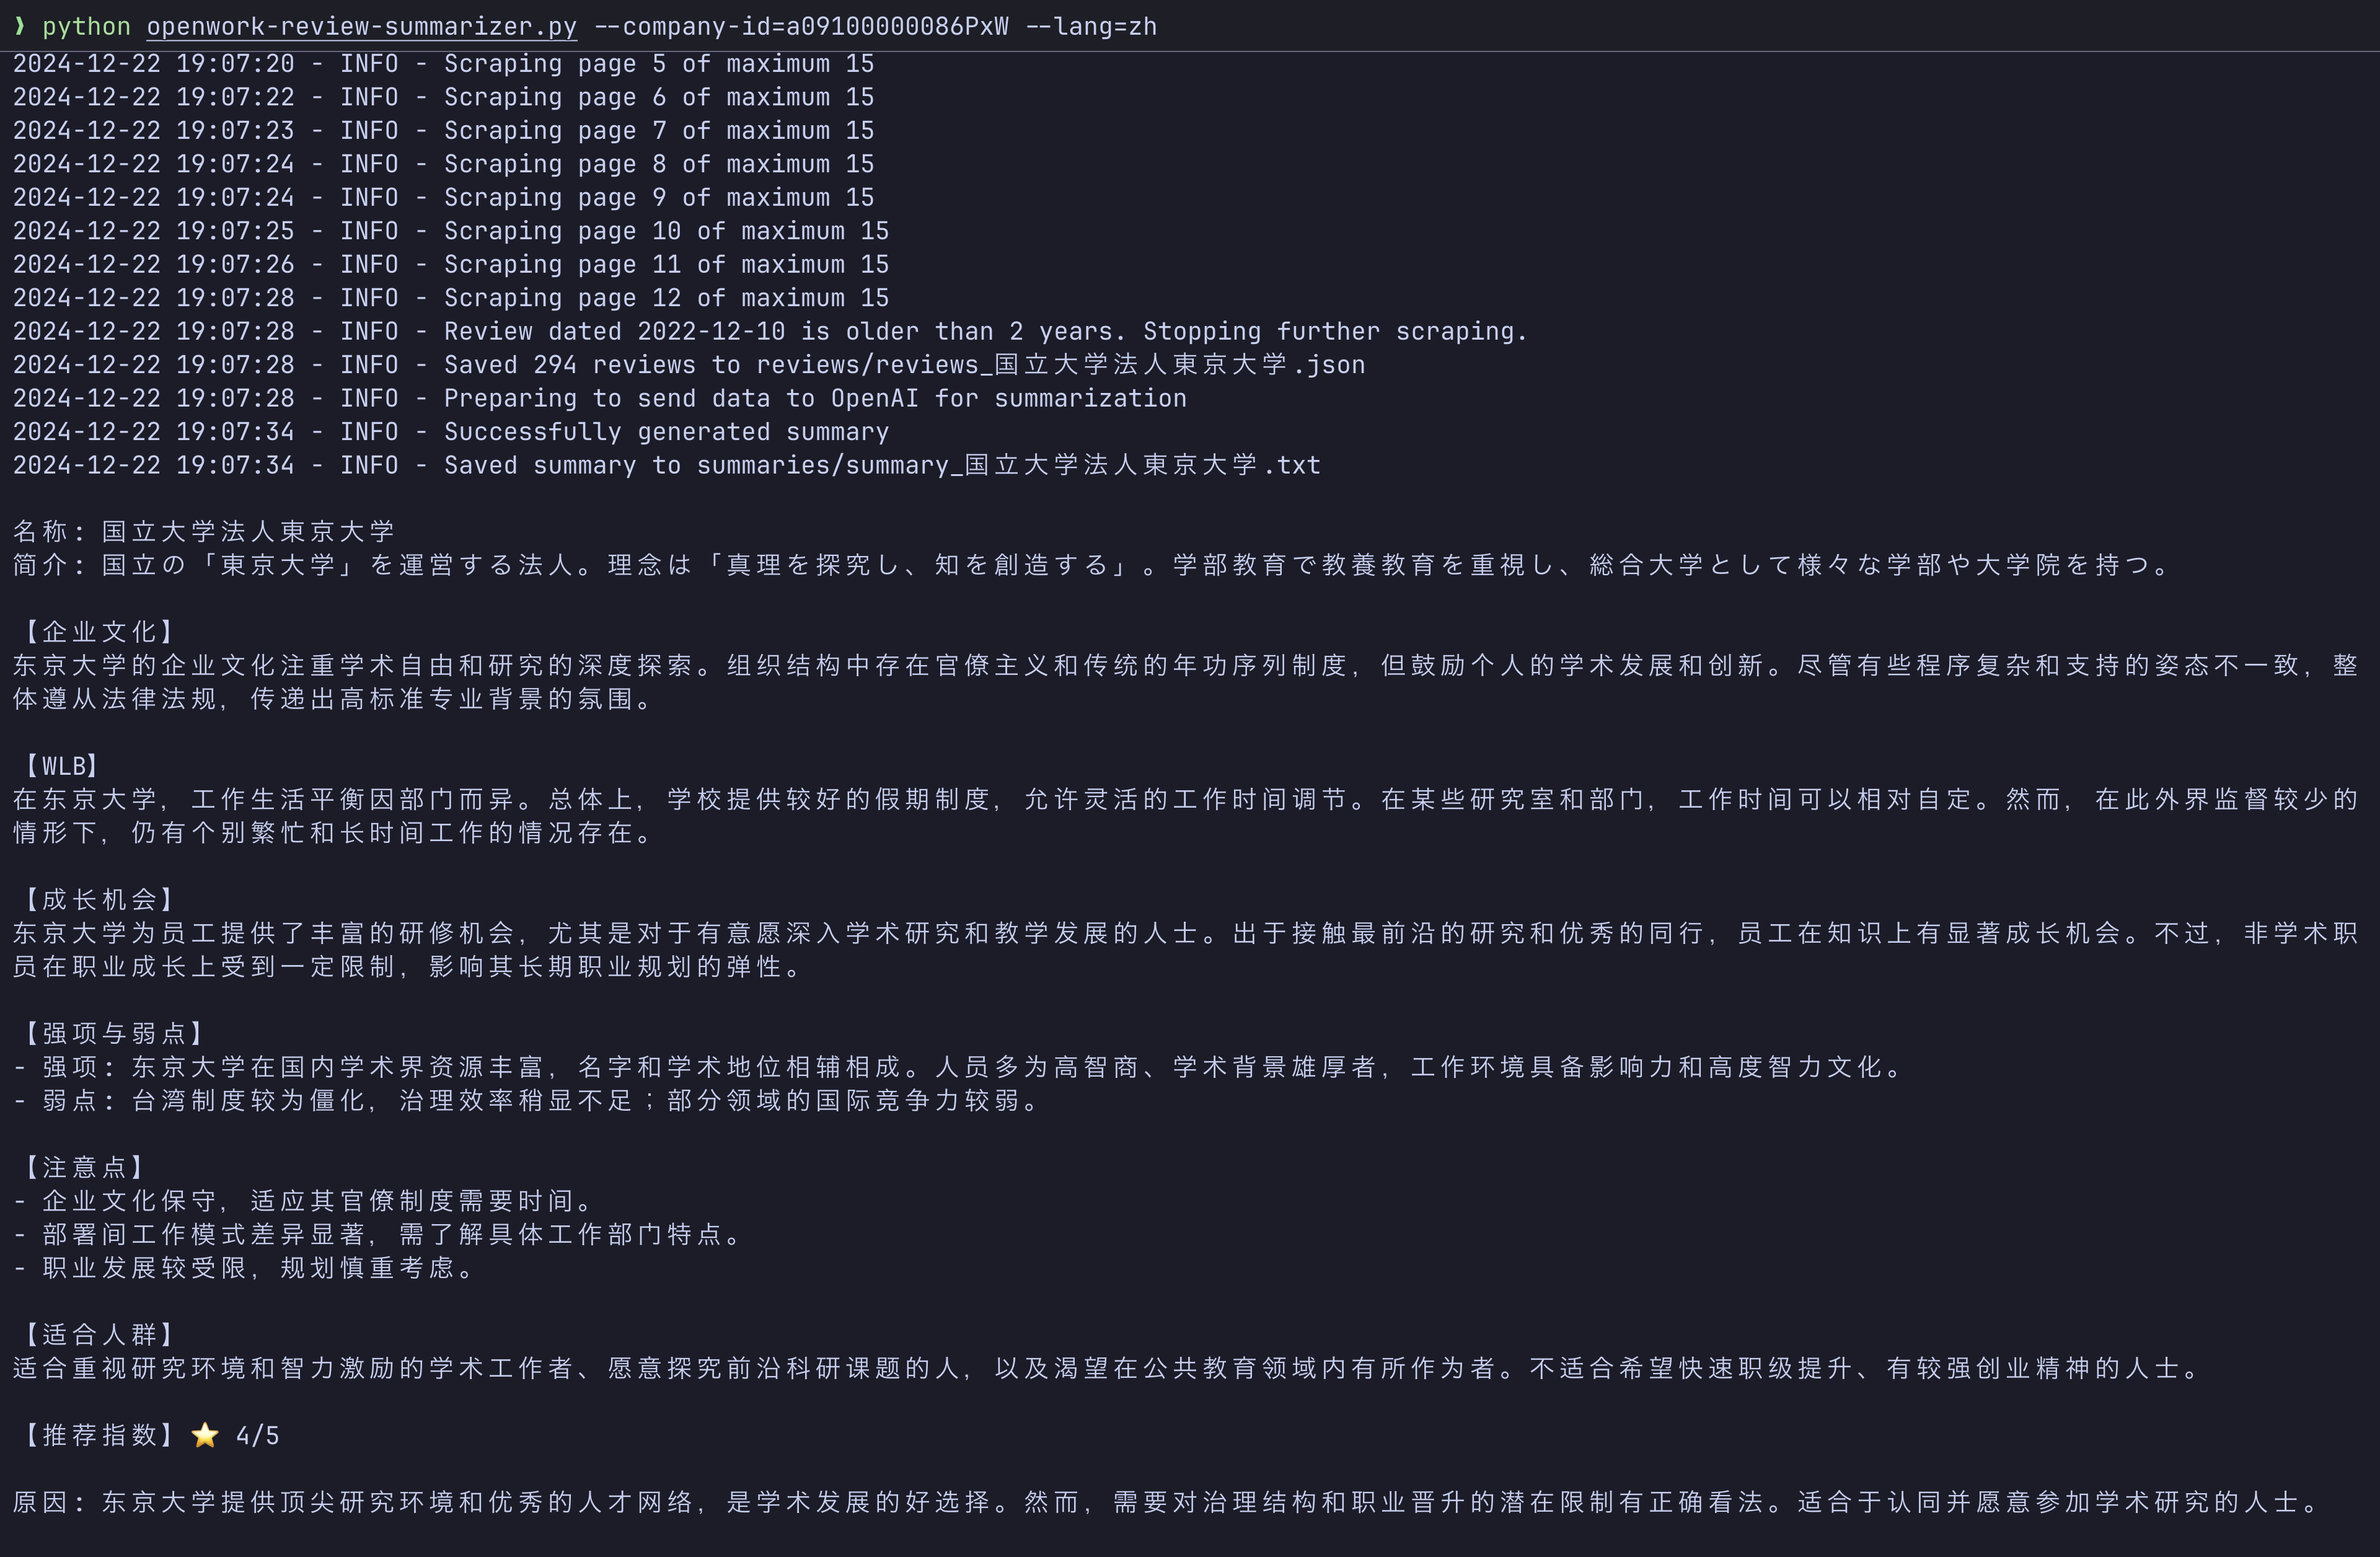 ❱ python openwork-review-summarizer.py --company-id=a09100000086PxW --lang=zh
2024-12-22 19:07:20 - INFO - Scraping page 5 of maximum 15
2024-12-22 19:07:22 - INFO - Scraping page 6 of maximum 15
2024-12-22 19:07:23 - INFO - Scraping page 7 of maximum 15
2024-12-22 19:07:24 - INFO - Scraping page 8 of maximum 15
2024-12-22 19:07:24 - INFO - Scraping page 9 of maximum 15
2024-12-22 19:07:25 - INFO - Scraping page 10 of maximum 15
2024-12-22 19:07:26 - INFO - Scraping page 11 of maximum 15
2024-12-22 19:07:28 - INFO - Scraping page 12 of maximum 15
2024-12-22 19:07:28 - INFO - Review dated 2022-12-10 is older than 2 years. Stopping further scraping.
2024-12-22 19:07:28 - INFO - Saved 294 reviews to reviews/reviews_国立大学法人東京大学.json
2024-12-22 19:07:28 - INFO - Preparing to send data to OpenAI for summarization
2024-12-22 19:07:34 - INFO - Successfully generated summary
2024-12-22 19:07:34 - INFO - Saved summary to summaries/summary_国立大学法人東京大学.txt
名称: 国立大学法人東京大学
简介: 国立の「東京大学」を運営する法人。理念は「真理を探究し、知を創造する」。学部教育で教養教育を重視し、総合大学として様々な学部や大学院を持つ。
【企业文化】
东京大学的企业文化注重学术自由和研究的深度探索。组织结构中存在官僚主义和传统的年功序列制度，但鼓励个人的学术发展和创新。尽管有些程序复杂和支持的姿态不一致，整
体遵从法律法规，传递出高标准专业背景的氛围。
【WLB】
在东京大学，工作生活平衡因部门而异。总体上，学校提供较好的假期制度，允许灵活的工作时间调节。在某些研究室和部门，工作时间可以相对自定。然而，在此外界监督较少的
情形下，仍有个别繁忙和长时间工作的情况存在。
【成长机会】
东京大学为员工提供了丰富的研修机会，尤其是对于有意愿深入学术研究和教学发展的人士。出于接触最前沿的研究和优秀的同行，员工在知识上有显著成长机会。不过，非学术职
员在职业成长上受到一定限制，影响其长期职业规划的弹性。
【强项与弱点】
- 强项: 东京大学在国内学术界资源丰富，名字和学术地位相辅相成。人员多为高智商、学术背景雄厚者，工作环境具备影响力和高度智力文化。
- 弱点: 台湾制度较为僵化，治理效率稍显不足；部分领域的国际竞争力较弱。
【注意点】
- 企业文化保守，适应其官僚制度需要时间。
- 部署间工作模式差异显著，需了解具体工作部门特点。
- 职业发展较受限，规划慎重考虑。
【适合人群】
适合重视研究环境和智力激励的学术工作者、愿意探究前沿科研课题的人，以及渴望在公共教育领域内有所作为者。不适合希望快速职级提升、有较强创业精神的人士。
【推荐指数】⭐ 4/5
原因: 东京大学提供顶尖研究环境和优秀的人才网络，是学术发展的好选择。然而，需要对治理结构和职业晋升的潜在限制有正确看法。适合于认同并愿意参加学术研究的人士。